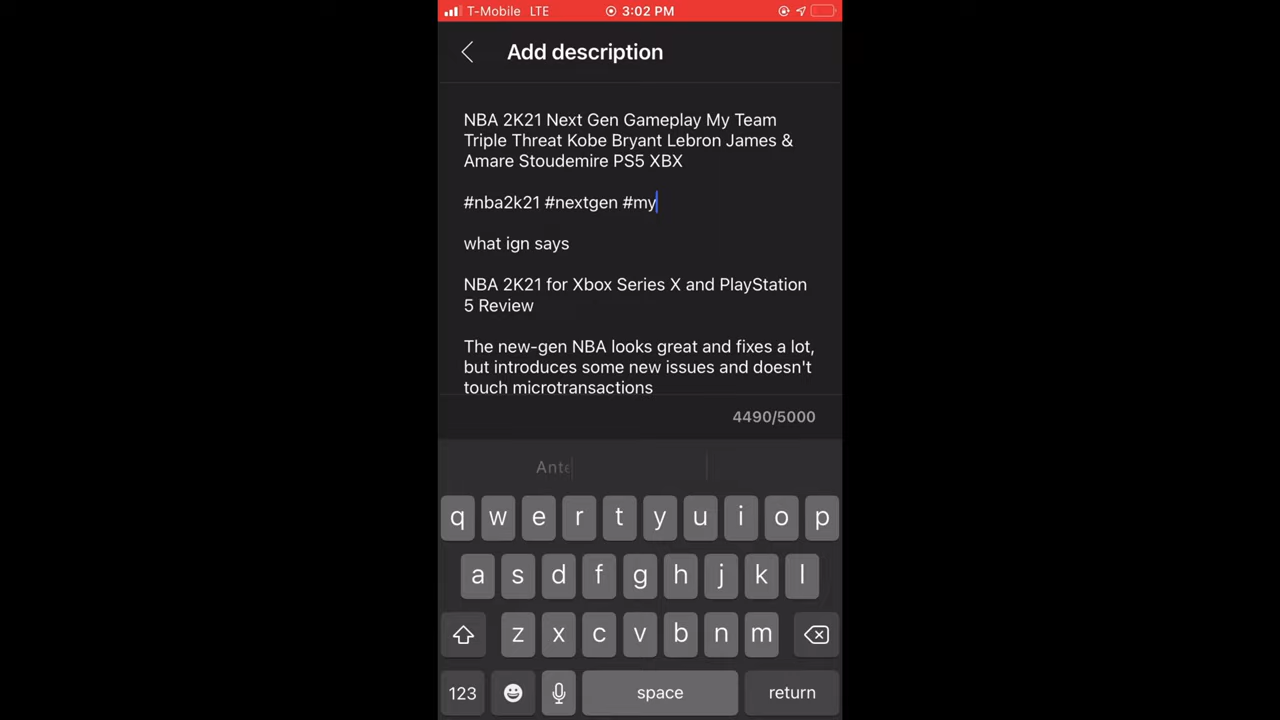 T-Mobile LTE 3:02 PM
Add description
NBA 2K21 Next Gen Gameplay My Team
Triple Threat Kobe Bryant Lebron James &
Amare Stoudemire PS5 XBX
#nba2k21 #nextgen #my
what ign says
NBA 2K21 for Xbox Series X and PlayStation
5 Review
The new-gen NBA looks great and fixes a lot,
but introduces some new issues and doesn't
touch microtransactions
4490/5000
Ante
q w e r t y u i o p
a s d f g h j k l
z x c v b n m
123 space return